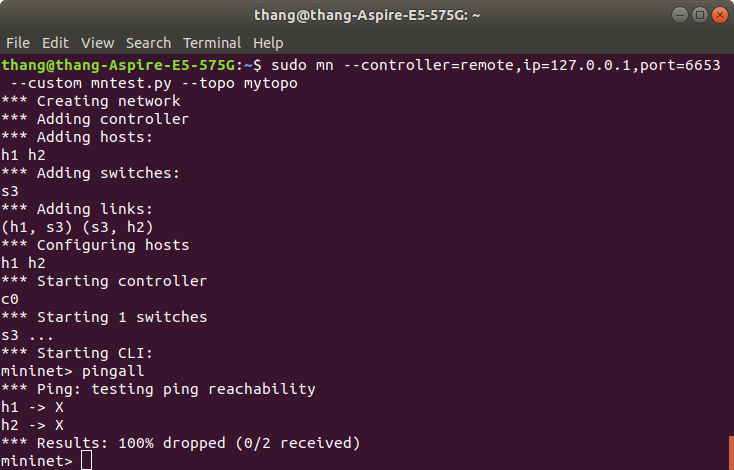 thang@thang-Aspire-E5-575G: ~
File Edit View Search Terminal Help
thang@thang-Aspire-E5-575G:~$ sudo mn --controller=remote,ip=127.0.0.1,port=6653
 --custom mntest.py --topo mytopo
*** Creating network
*** Adding controller
*** Adding hosts:
h1 h2
*** Adding switches:
s3
*** Adding links:
(h1, s3) (s3, h2)
*** Configuring hosts
h1 h2
*** Starting controller
c0
*** Starting 1 switches
s3 ...
*** Starting CLI:
mininet> pingall
*** Ping: testing ping reachability
h1 -> X
h2 -> X
*** Results: 100% dropped (0/2 received)
mininet>